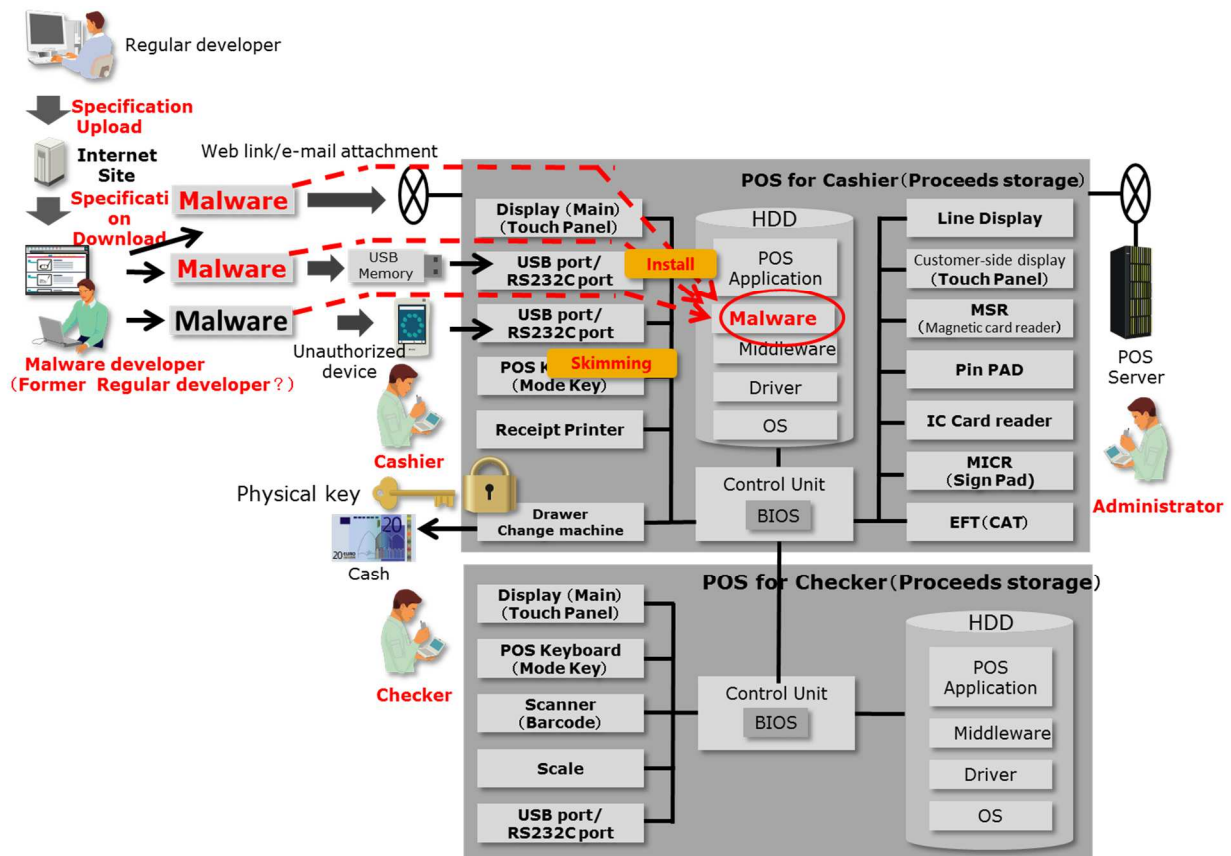 Regular developer
Specification
Upload
Internet
Site
Specificati
on
Download
Web link/e-mail attachment
Malware
Malware
USB
Memory
Malware
Unauthorized
device
Malware developer
（Former Regular developer？）
Cashier
Physical key
20
20 EURO
Cash
Checker
POS for Cashier（Proceeds storage）
Display（Main）
(Touch Panel)
USB port/
RS232C port
USB port/
RS232C port
POS K
(Mode Key)
Receipt Printer
Drawer
Change machine
Install
Skimming
HDD
POS
Application
Malware
Middleware
Driver
OS
Control Unit
BIOS
Line Display
Customer-side display
(Touch Panel)
MSR
(Magnetic card reader)
Pin PAD
IC Card reader
MICR
(Sign Pad)
EFT（CAT）
POS
Server
Administrator
POS for Checker（Proceeds storage）
Display（Main）
(Touch Panel)
POS Keyboard
(Mode Key)
Scanner
(Barcode)
Scale
USB port/
RS232C port
Control Unit
BIOS
HDD
POS
Application
Middleware
Driver
OS